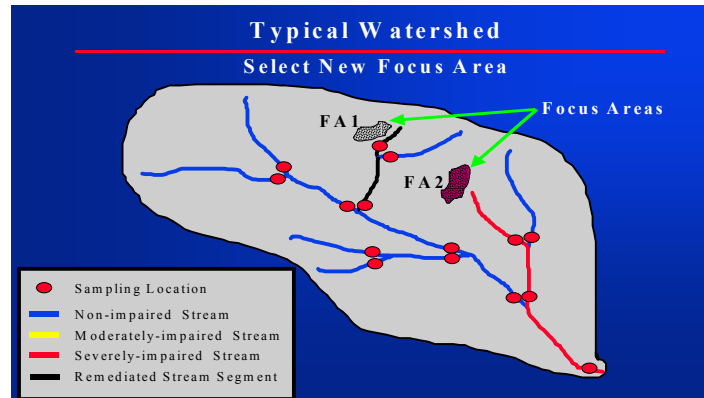 Typical Watershed
Select New Focus Area
Focus Areas
FA1
FA2
Sampling Location
Non-impaired Stream
Moderately-impaired Stream
Severely-impaired Stream
Remediated Stream Segment